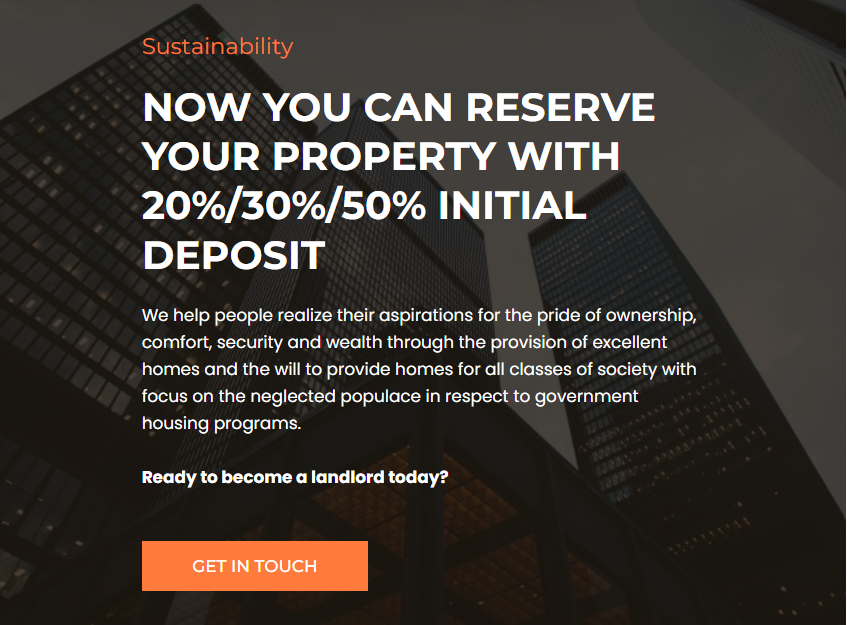 Sustainability
NOW YOU CAN RESERVE
YOUR PROPERTY WITH
20%/30%/50% INITIAL
DEPOSIT
We help people realize their aspirations for the pride of ownership,
comfort, security and wealth through the provision of excellent
homes and the will to provide homes for all classes of society with
focus on the neglected populace in respect to government
housing programs.
Ready to become a landlord today?
GET IN TOUCH